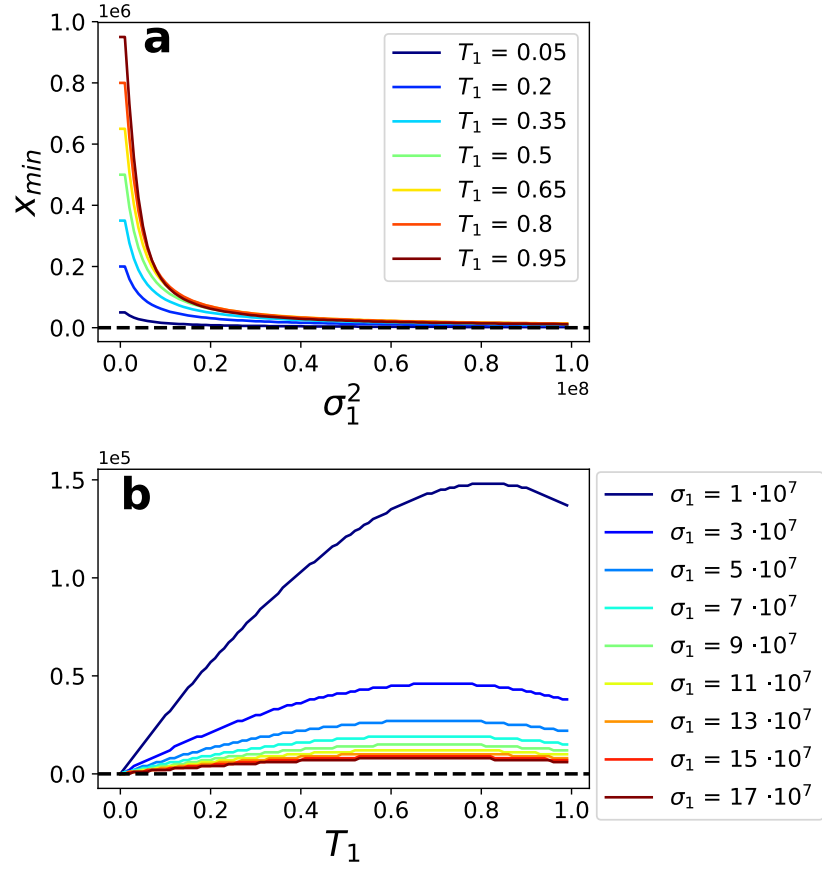 1e6
a
1.0
0.8
0.6
0.4
0.2
0.0
x_min
T_1 = 0.05
T_1 = 0.2
T_1 = 0.35
T_1 = 0.5
T_1 = 0.65
T_1 = 0.8
T_1 = 0.95
0.0 0.2 0.4 0.6 0.8 1.0
1e8
σ_1^2
1e5
b
1.5
1.0
0.5
0.0
σ_1 = 1 ·10^7
σ_1 = 3 ·10^7
σ_1 = 5 ·10^7
σ_1 = 7 ·10^7
σ_1 = 9 ·10^7
σ_1 = 11 ·10^7
σ_1 = 13 ·10^7
σ_1 = 15 ·10^7
σ_1 = 17 ·10^7
0.0 0.2 0.4 0.6 0.8 1.0
T_1